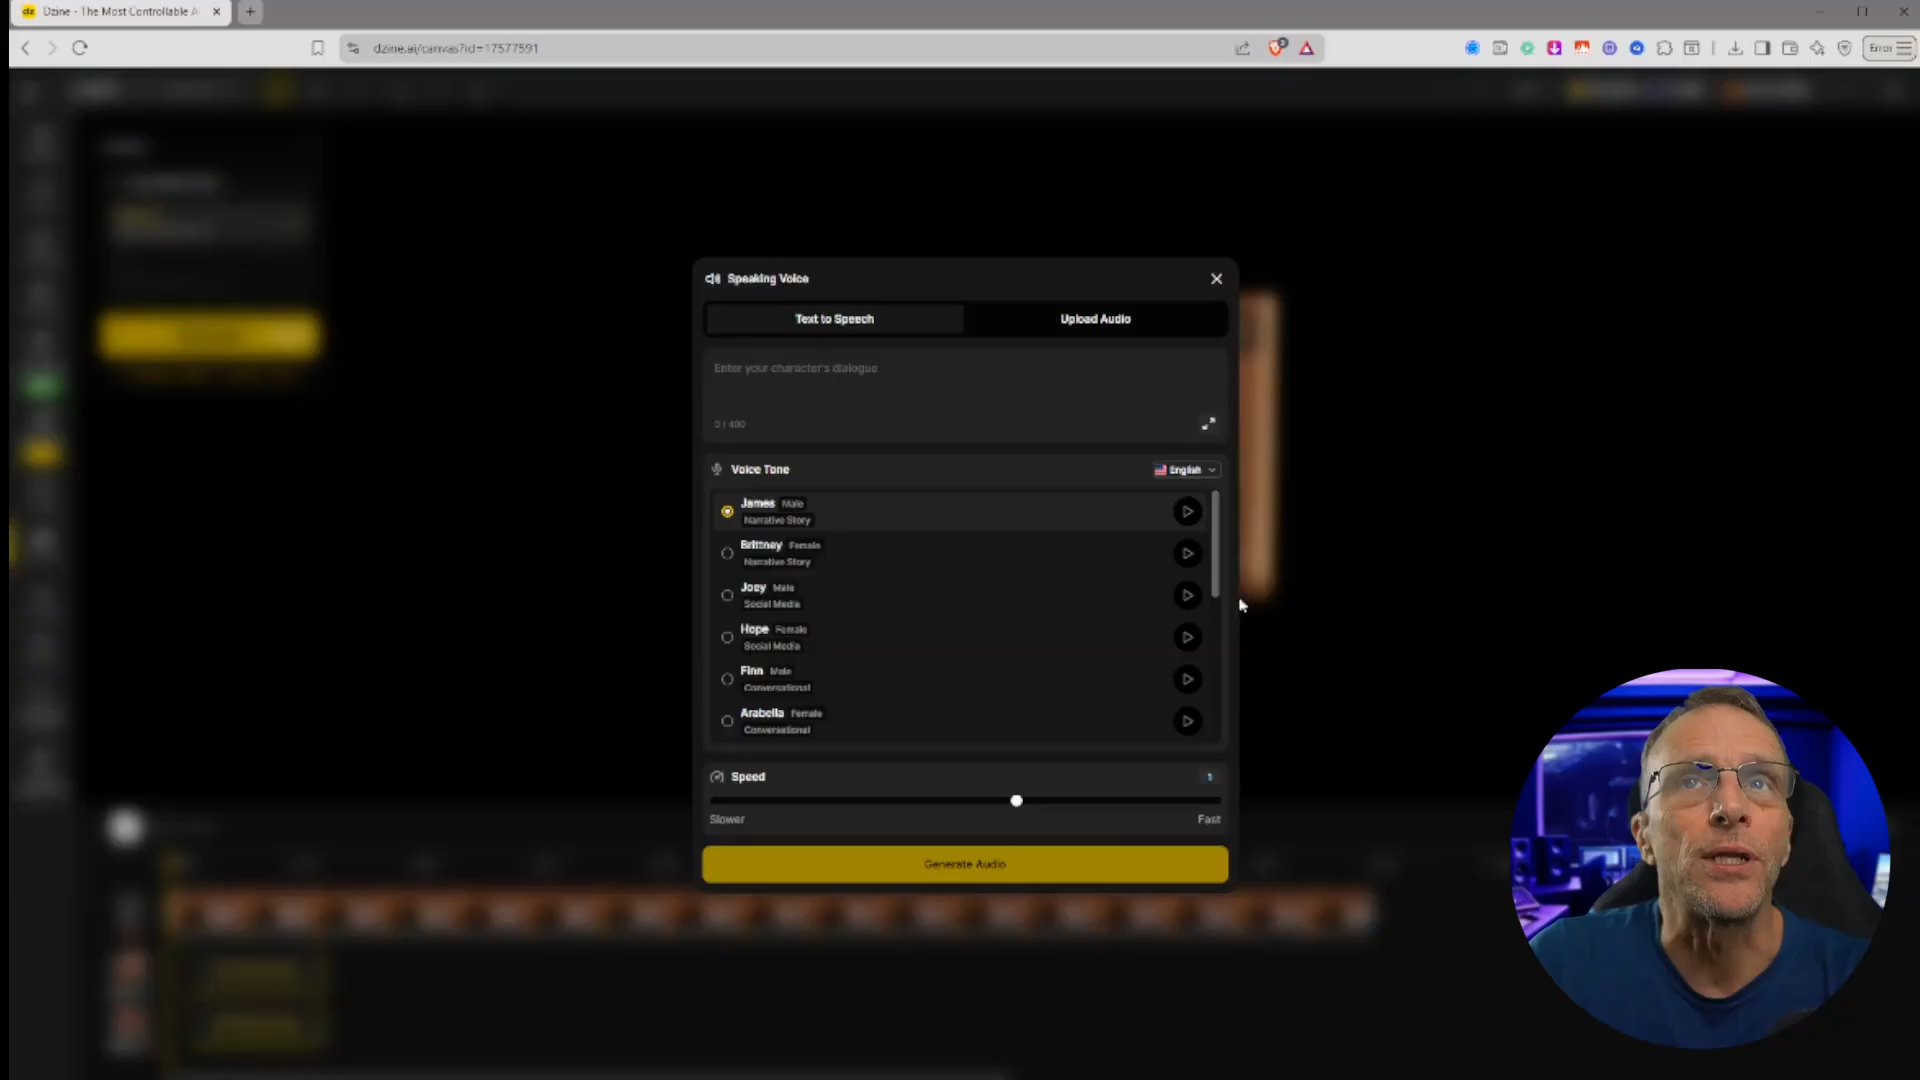 Dzine - The Most Controllable A
dzine.ai/canvas?id=17577591
Error
Speaking Voice
Text to Speech
Upload Audio
Enter your character's dialogue
0 / 400
Voice Tone
English
James Male
Narrative Story
Brittney Female
Narrative Story
Joey Male
Social Media
Hope Female
Social Media
Finn Male
Conversational
Arabella Female
Conversational
Speed
Slower
Fast
Generate Audio